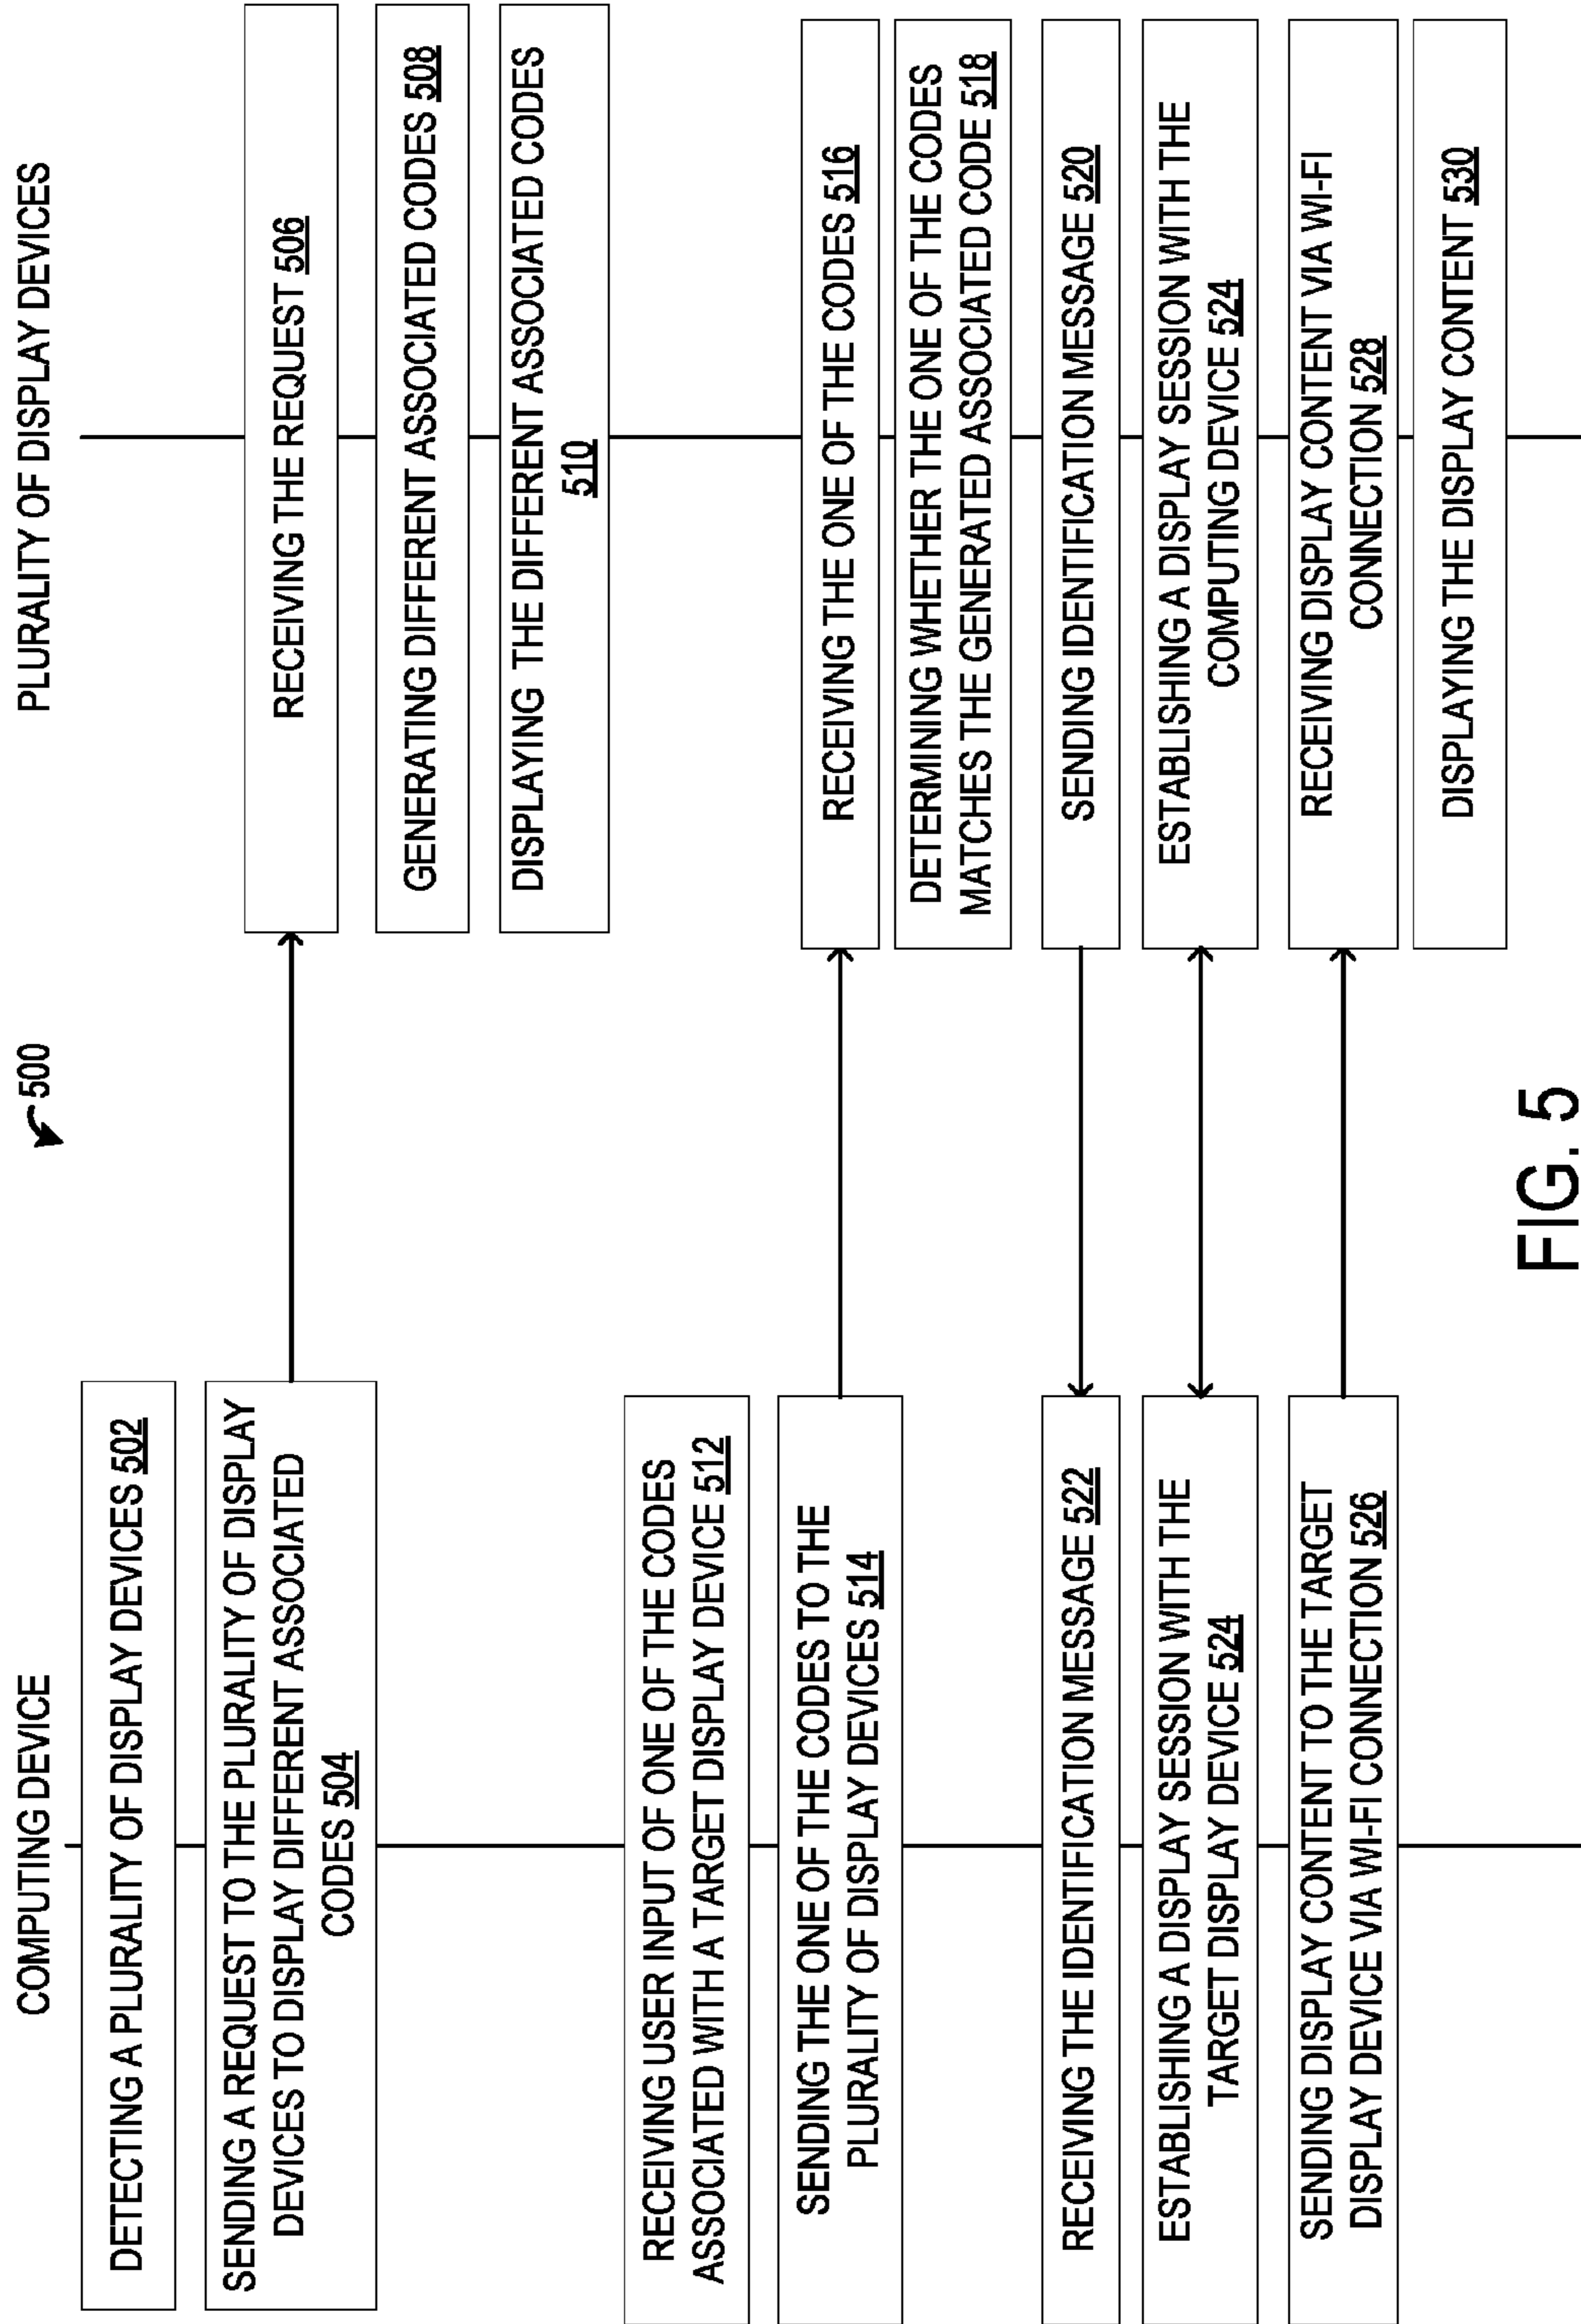 500
COMPUTING DEVICE
PLURALITY OF DISPLAY DEVICES
DETECTING A PLURALITY OF DISPLAY DEVICES 502
SENDING A REQUEST TO THE PLURALITY OF DISPLAY
DEVICES TO DISPLAY DIFFERENT ASSOCIATED
CODES 504
RECEIVING THE REQUEST 506
GENERATING DIFFERENT ASSOCIATED CODES 508
DISPLAYING THE DIFFERENT ASSOCIATED CODES
510
RECEIVING USER INPUT OF ONE OF THE CODES
ASSOCIATED WITH A TARGET DISPLAY DEVICE 512
SENDING THE ONE OF THE CODES TO THE
PLURALITY OF DISPLAY DEVICES 514
RECEIVING THE ONE OF THE CODES 516
DETERMINING WHETHER THE ONE OF THE CODES
MATCHES THE GENERATED ASSOCIATED CODE 518
SENDING IDENTIFICATION MESSAGE 520
RECEIVING THE IDENTIFICATION MESSAGE 522
ESTABLISHING A DISPLAY SESSION WITH THE
TARGET DISPLAY DEVICE 524
ESTABLISHING A DISPLAY SESSION WITH THE
COMPUTING DEVICE 524
SENDING DISPLAY CONTENT TO THE TARGET
DISPLAY DEVICE VIA WI-FI CONNECTION 526
RECEIVING DISPLAY CONTENT VIA WI-FI
CONNECTION 528
DISPLAYING THE DISPLAY CONTENT 530
FIG. 5